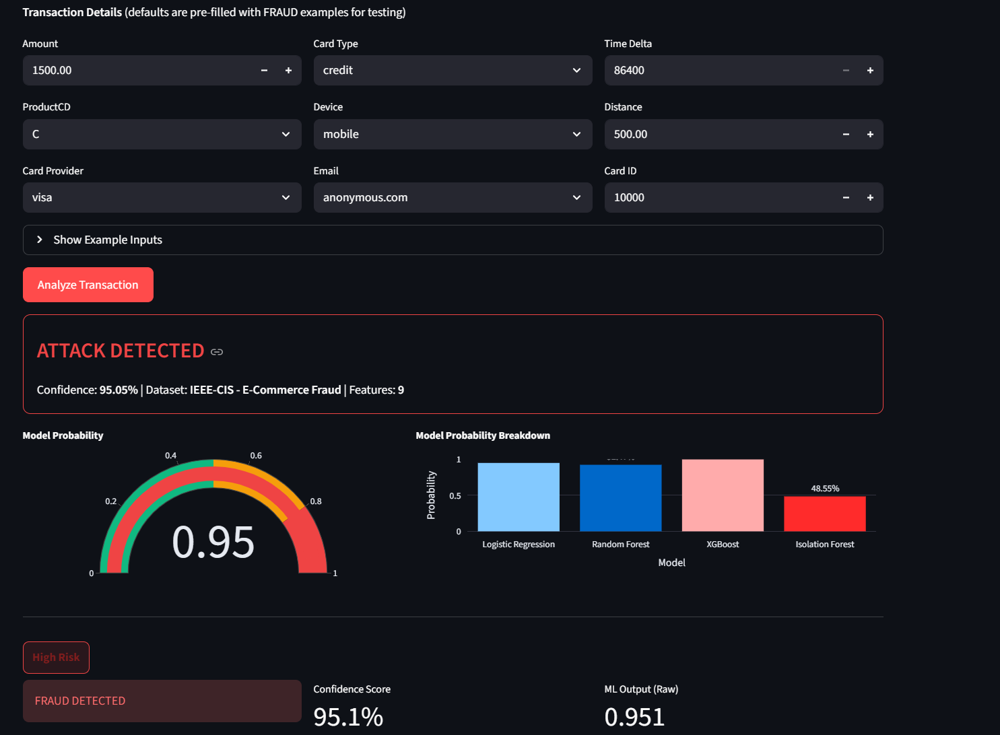 Transaction Details (defaults are pre-filled with FRAUD examples for testing)
Amount
Card Type
Time Delta
1500.00
credit
86400
ProductCD
Device
Distance
C
mobile
500.00
Card Provider
Email
Card ID
visa
anonymous.com
10000
Show Example Inputs
Analyze Transaction
ATTACK DETECTED
Confidence: 95.05% | Dataset: IEEE-CIS - E-Commerce Fraud | Features: 9
Model Probability
0
0.2
0.4
0.6
0.8
1
0.95
Model Probability Breakdown
Probability
1
0.5
0
48.55%
Logistic Regression
Random Forest
XGBoost
Isolation Forest
Model
High Risk
FRAUD DETECTED
Confidence Score
95.1%
ML Output (Raw)
0.951